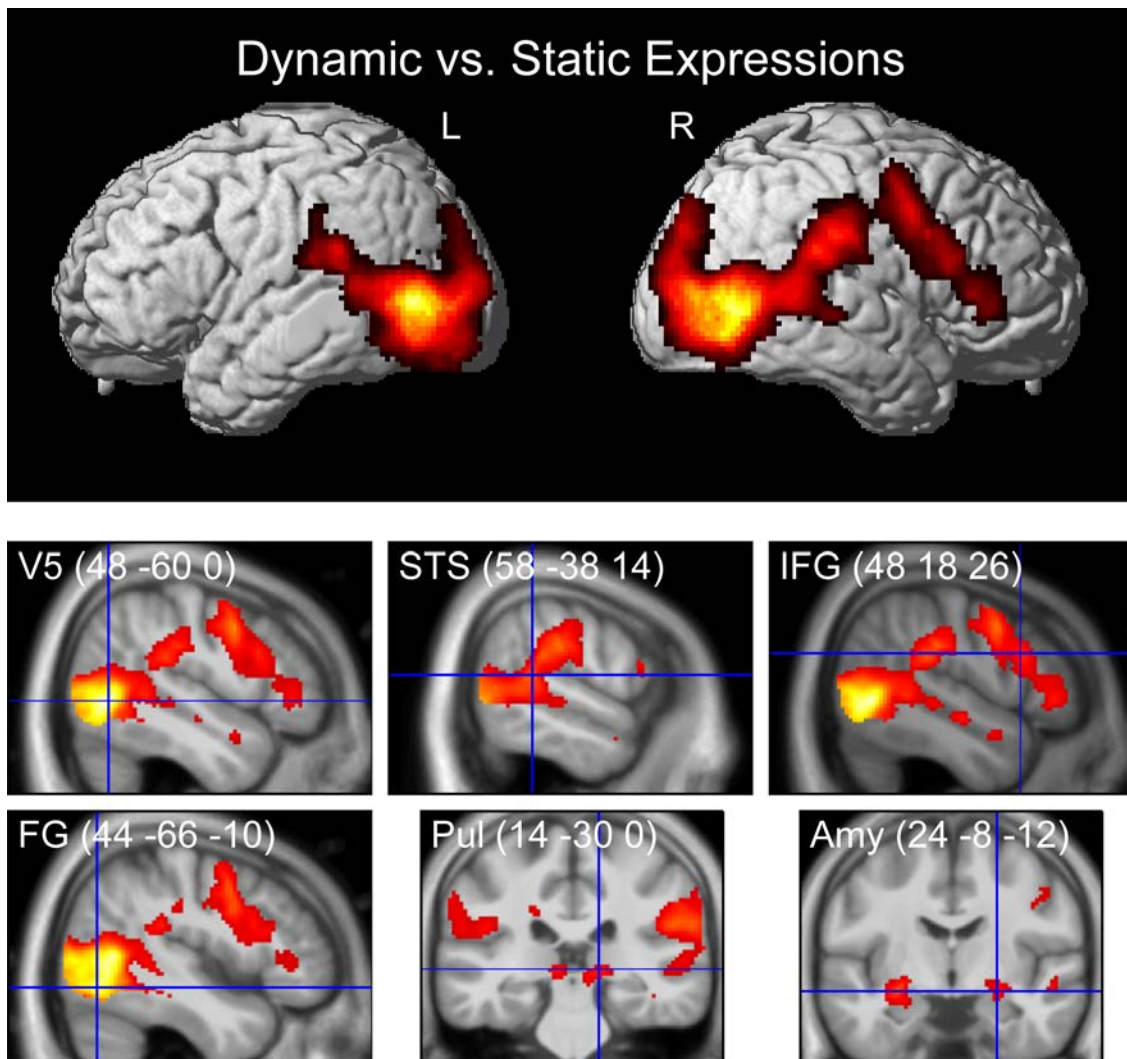 Dynamic vs. Static Expressions
L R
V5 (48 -60 0) STS (58 -38 14) IFG (48 18 26)
FG (44 -66 -10) Pul (14 -30 0) Amy (24 -8 -12)